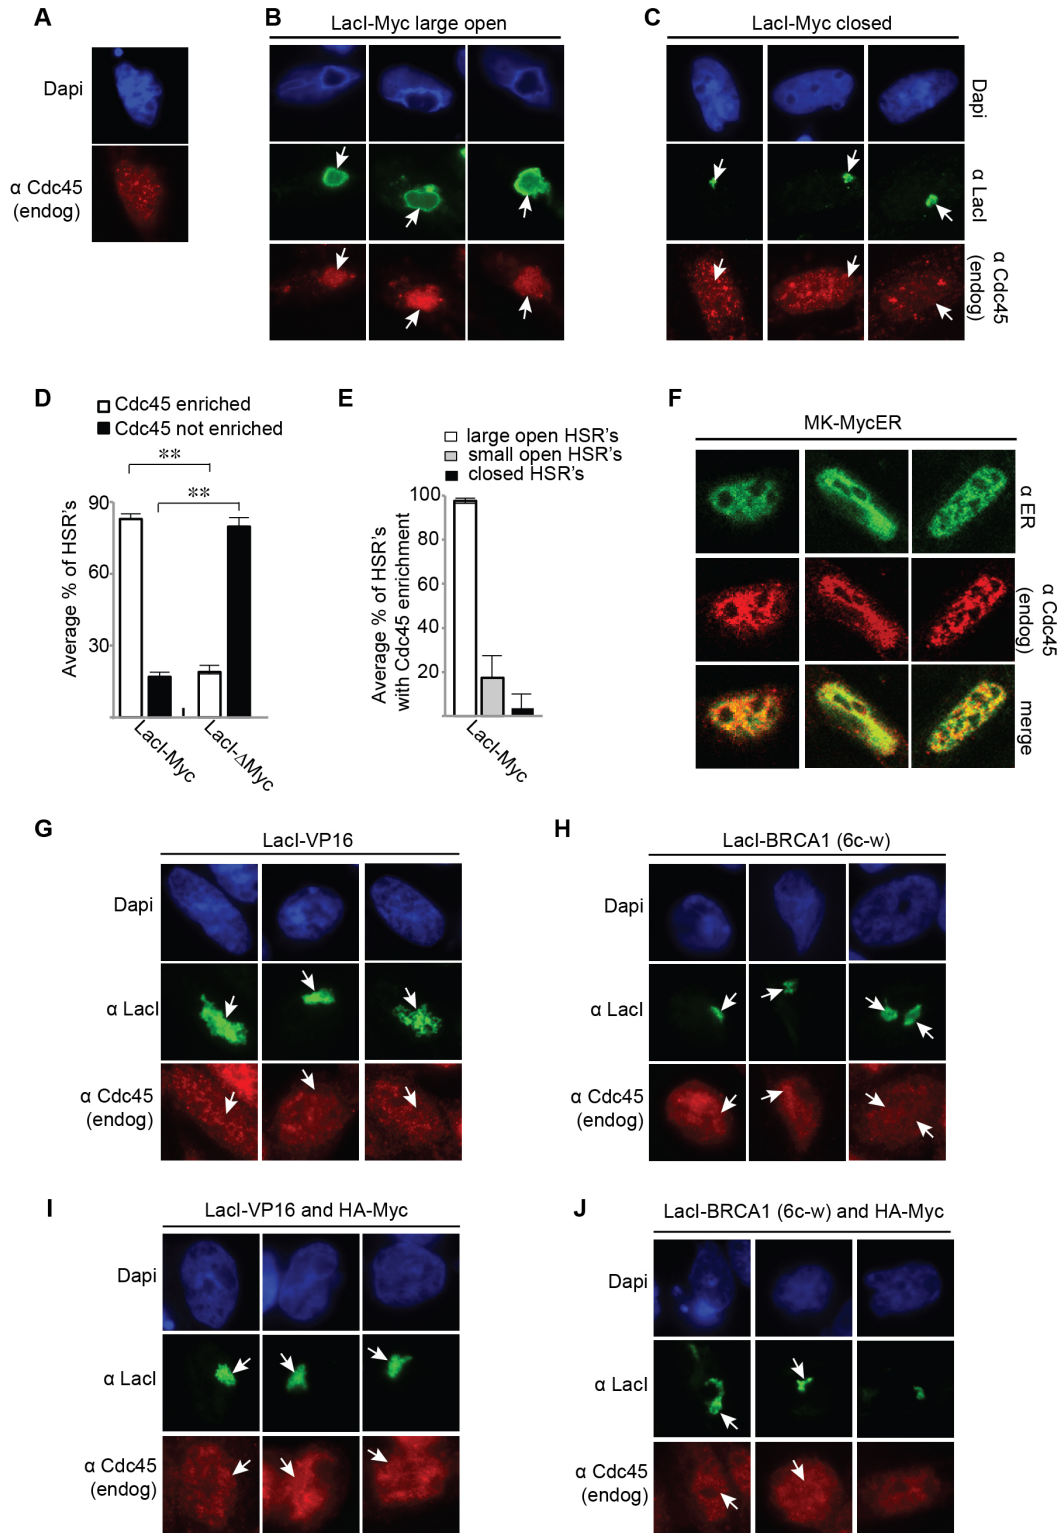 A
Dapi
α Cdc45
(endog)
B
LacI-Myc large open
C
LacI-Myc closed
Dapi
α LacI
α Cdc45
(endog)
D
Cdc45 enriched
Cdc45 not enriched
**
**
90
60
30
Average % of HSR's
LacI-Myc
LacI-ΔMyc
E
large open HSR's
small open HSR's
closed HSR's
100
80
60
40
20
Average % of HSR's
with Cdc45 enrichment
LacI-Myc
F
MK-MycER
α ER
α Cdc45
(endog)
merge
G
LacI-VP16
Dapi
α LacI
α Cdc45
(endog)
H
LacI-BRCA1 (6c-w)
Dapi
α LacI
α Cdc45
(endog)
I
LacI-VP16 and HA-Myc
Dapi
α LacI
α Cdc45
(endog)
J
LacI-BRCA1 (6c-w) and HA-Myc
Dapi
α LacI
α Cdc45
(endog)